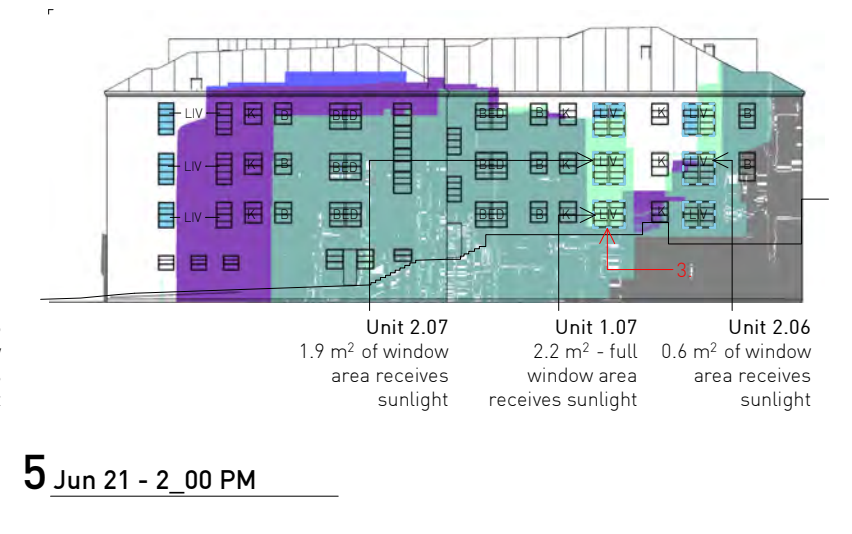 LIV K B BED BED B K LIV K LIV B
LIV K B BED BED B K LIV K LIV B
LIV K B BED BED B K LIV K LIV
3.
Unit 2.07
1.9 m² of window
area receives
sunlight
Unit 1.07
2.2 m² - full
window area
receives sunlight
Unit 2.06
0.6 m² of window
area receives
sunlight
5 Jun 21 - 2_00 PM